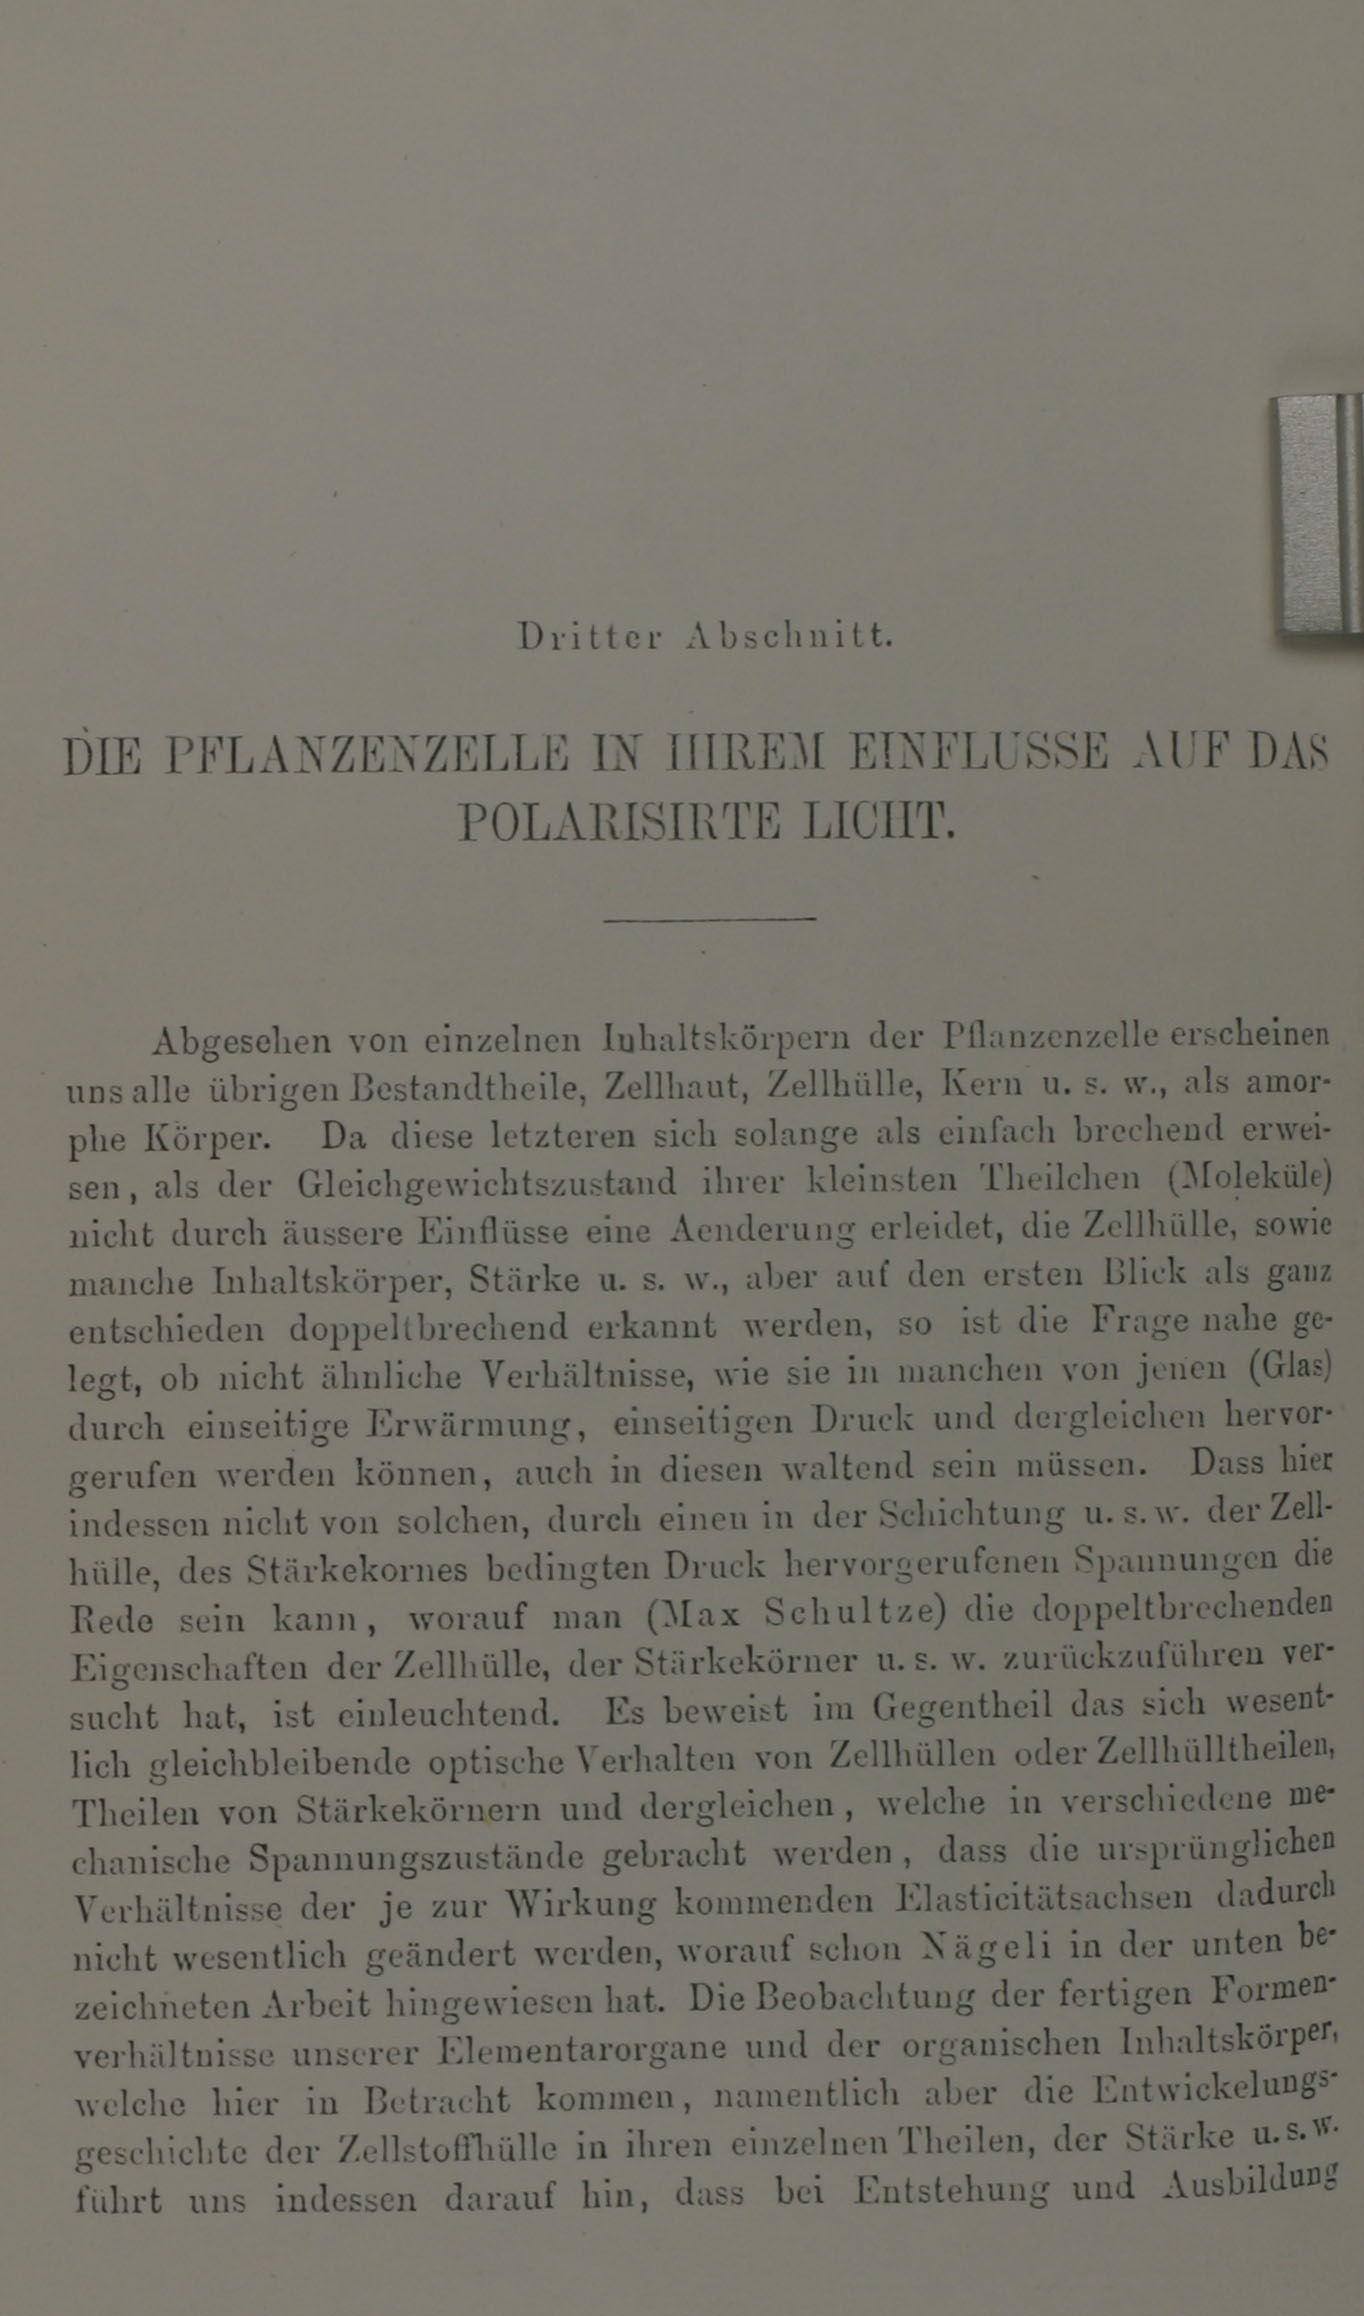 Dritter Abschnitt.
DIE PFLANZENZELLE IN IHREM EINFLUSSE AUF DAS
POLARISIRTE LICHT.
Abgesehen von einzelnen Inhaltskörpern der Pflanzenzelle erscheinen
uns alle übrigen Bestandtheile, Zellhaut, Zellhülle, Kern u. s. w., als amor-
phe Körper. Da diese letzteren sich solange als einfach brechend erwei-
sen, als der Gleichgewichtszustand ihrer kleinsten Theilchen (Moleküle)
nicht durch äussere Einflüsse eine Aenderung erleidet, die Zellhülle, sowie
manche Inhaltskörper, Stärke u. s. w., aber auf den ersten Blick als ganz
entschieden doppeltbrechend erkannt werden, so ist die Frage nahe ge-
legt, ob nicht ähnliche Verhältnisse, wie sie in manchen von jenen (Glas)
durch einseitige Erwärmung, einseitigen Druck und dergleichen hervor-
gerufen werden können, auch in diesen waltend sein müssen. Dass hier
indessen nicht von solchen, durch einen in der Schichtung u. s. w. der Zell-
hülle, des Stärkekornes bedingten Druck hervorgerufenen Spannungen die
Rede sein kann, worauf man (Max Schultze) die doppeltbrechenden
Eigenschaften der Zellhülle, der Stärkekörner u. s. w. zurückzuführen ver-
sucht hat, ist einleuchtend. Es beweist im Gegentheil das sich wesent-
lich gleichbleibende optische Verhalten von Zellhüllen oder Zellhülltheilen,
Theilen von Stärkekörnern und dergleichen, welche in verschiedene me-
chanische Spannungszustände gebracht werden, dass die ursprünglichen
Verhältnisse der je zur Wirkung kommenden Elasticitätsachsen dadurch
nicht wesentlich geändert werden, worauf schon Nägeli in der unten be-
zeichneten Arbeit hingewiesen hat. Die Beobachtung der fertigen Formen-
verhältnisse unserer Elementarorgane und der organischen Inhaltskörper,
welche hier in Betracht kommen, namentlich aber die Entwickelungs-
geschichte der Zellstoffhülle in ihren einzelnen Theilen, der Stärke u. s. w.
führt uns indessen darauf hin, dass bei Entstehung und Ausbildung